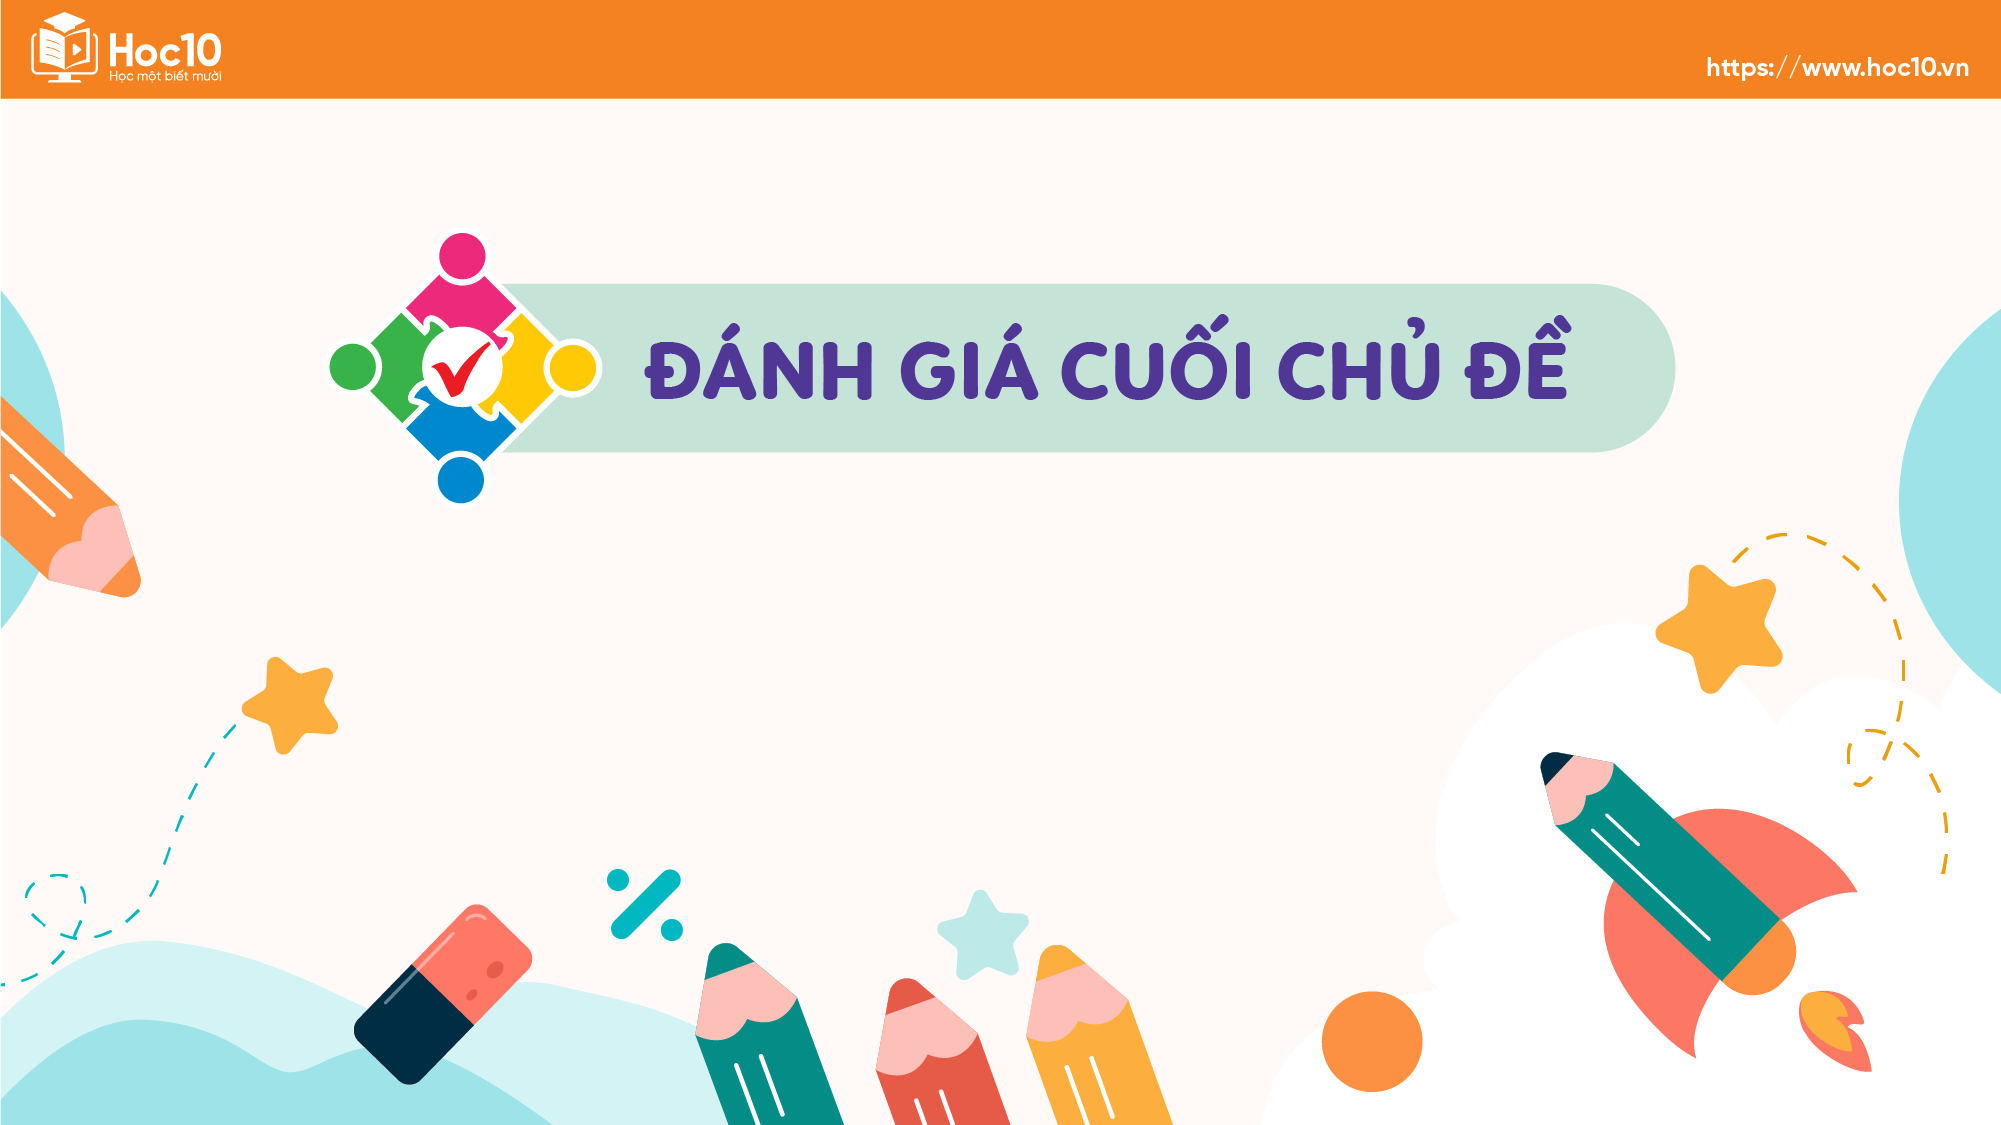 Hoc10
Học một biết mười
https://www.hoc10.vn
ĐÁNH GIÁ CUỐI CHỦ ĐỀ